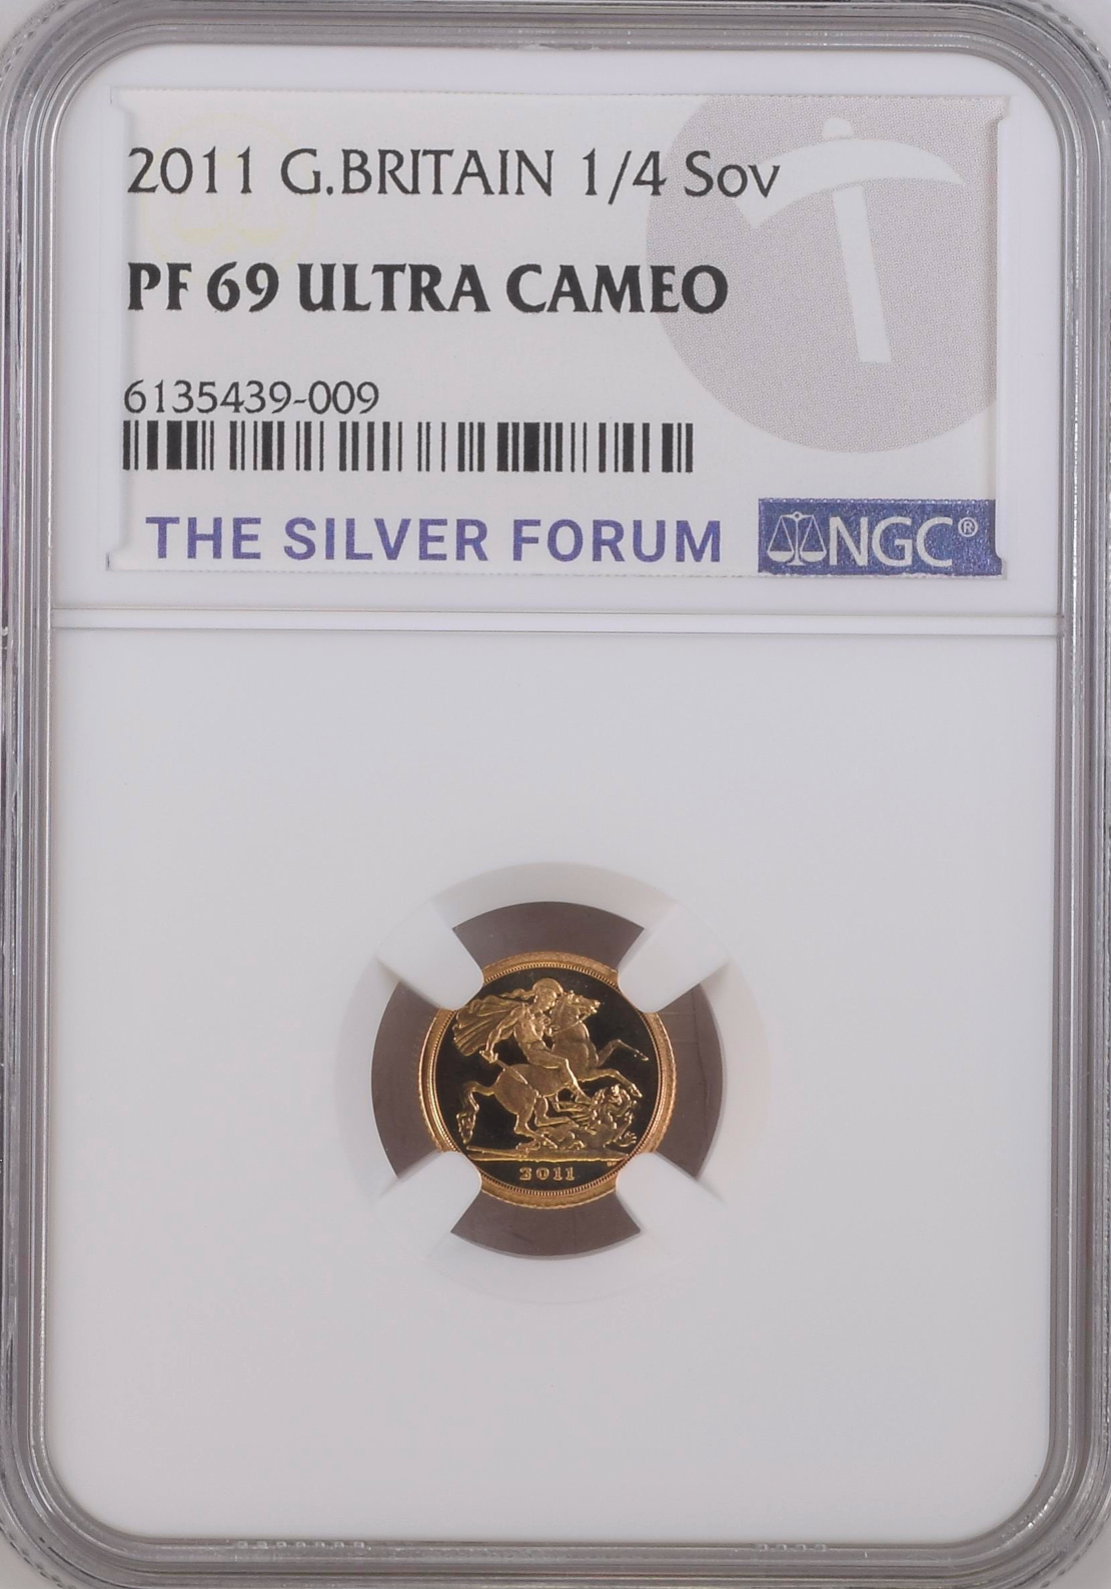 2011 G.BRITAIN 1/4 Sov
PF 69 ULTRA CAMEO
6135439-009
THE SILVER FORUM
NGC®
2011